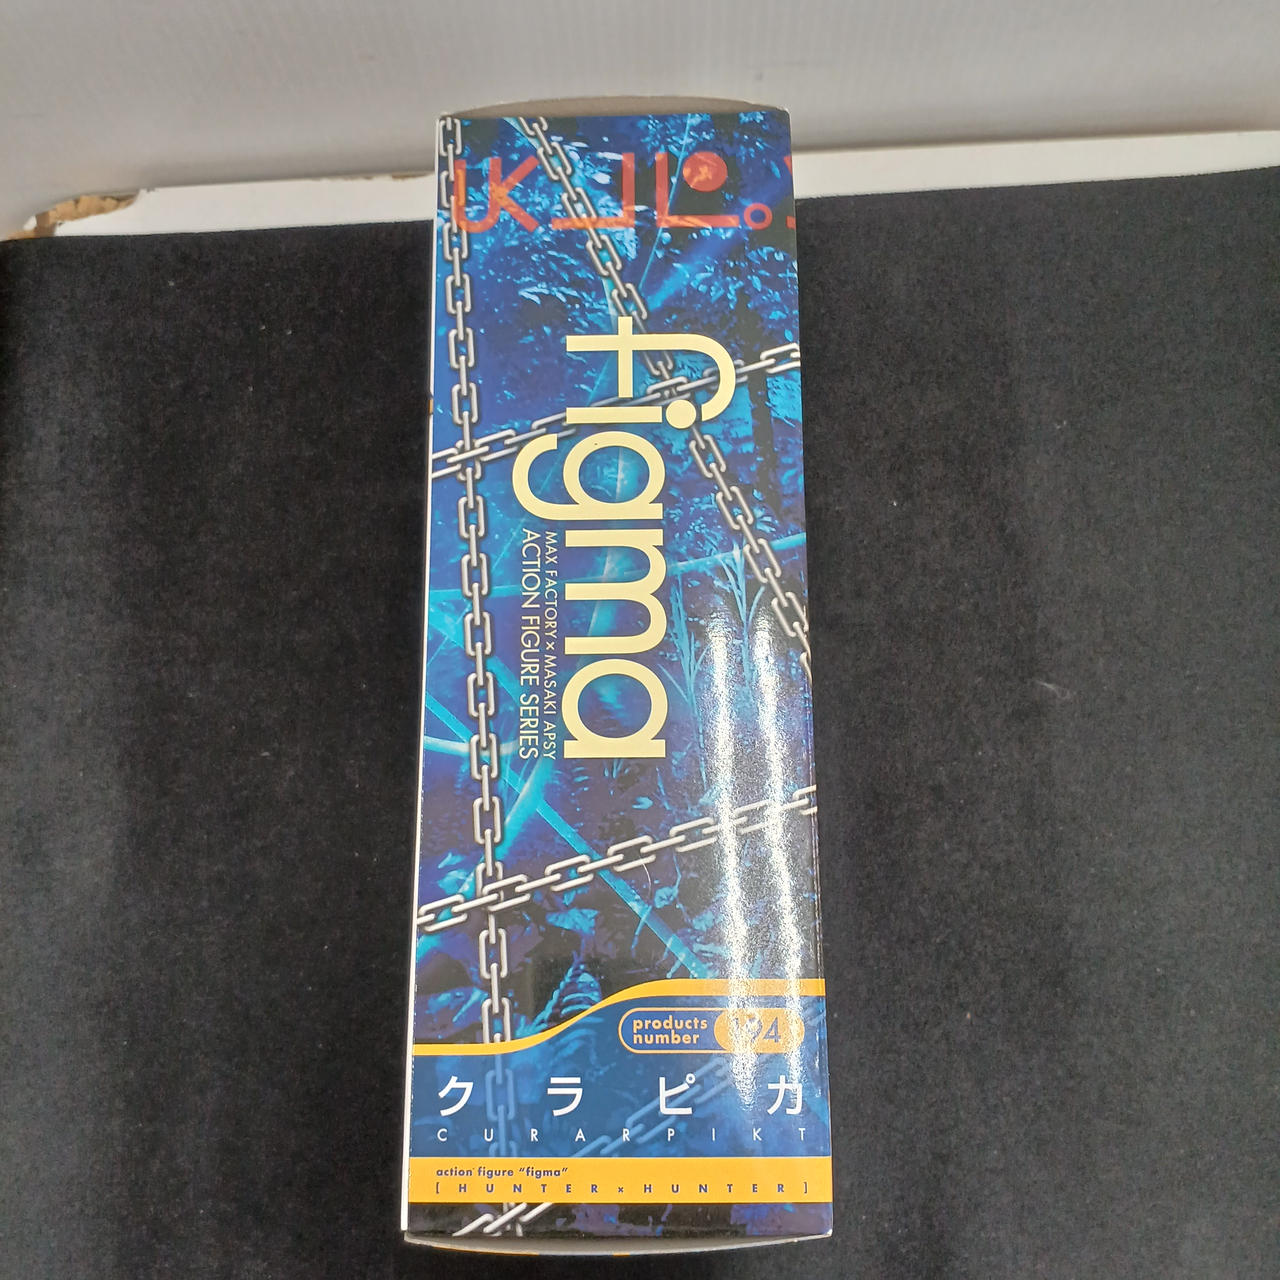 figma
MAX FACTORY × MASAKI APSY
ACTION FIGURE SERIES
products
number
194
クラピカ
CURARPIKT
action figure "figma"
[HUNTER×HUNTER]